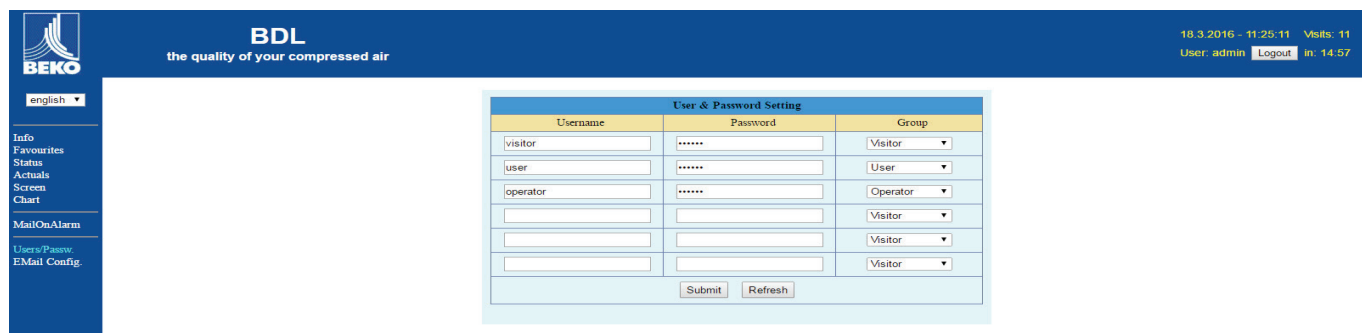 BEKO
BDL
the quality of your compressed air
18.3.2016 - 11:25:11 Visits: 11
User: admin Logout in: 14:57
english
Info
Favourites
Status
Actuals
Screen
Chart
MailOnAlarm
Users/Passw.
EMail Config.
User & Password Setting
Username Password Group
visitor •••••• Visitor
user •••••• User
operator •••••• Operator
Visitor
Visitor
Visitor
Submit Refresh